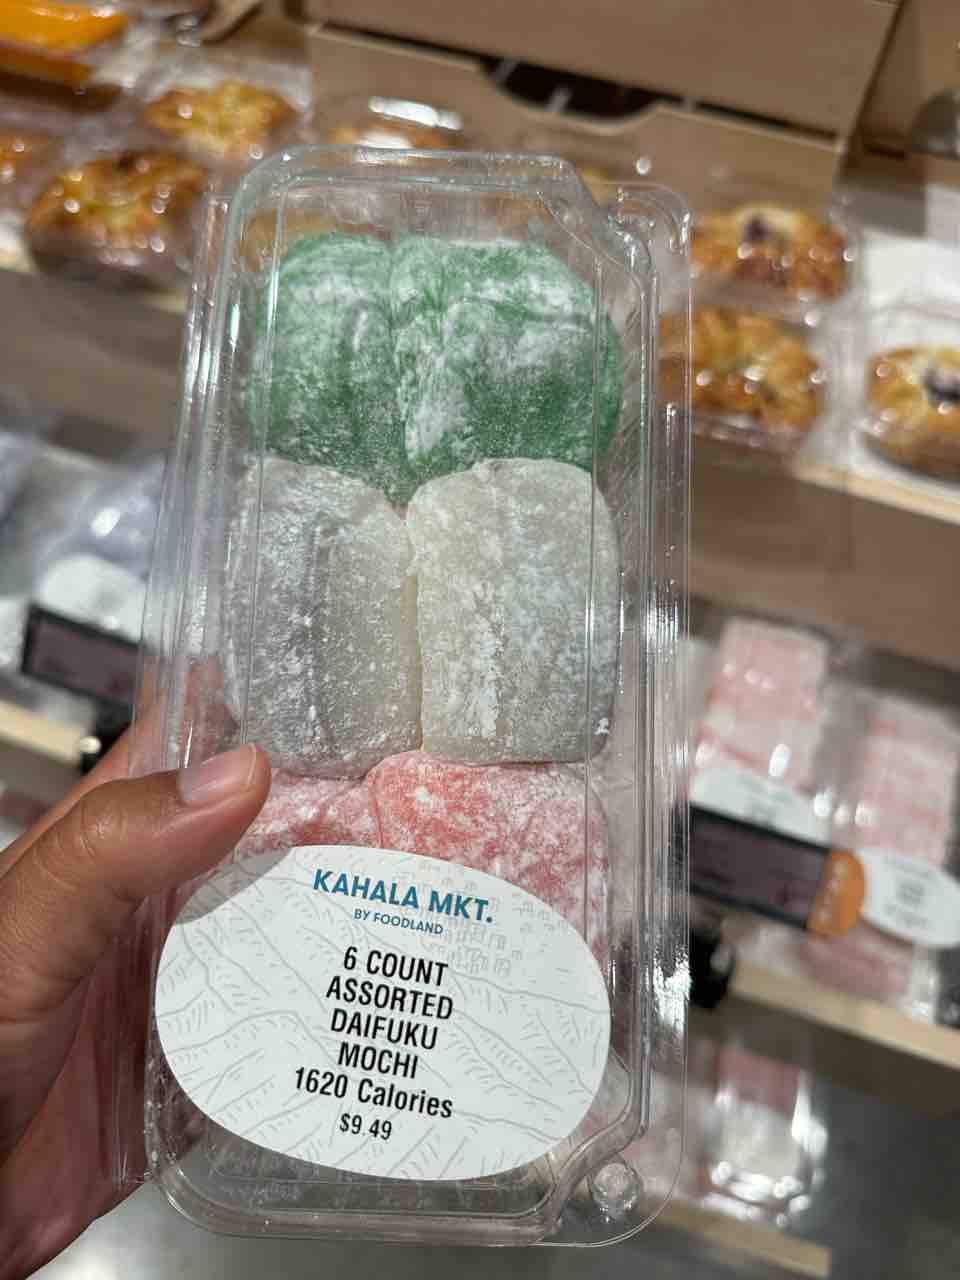 KAHALA MKT.
BY FOODLAND
6 COUNT
ASSORTED
DAIFUKU
MOCHI
1620 Calories
$9.49